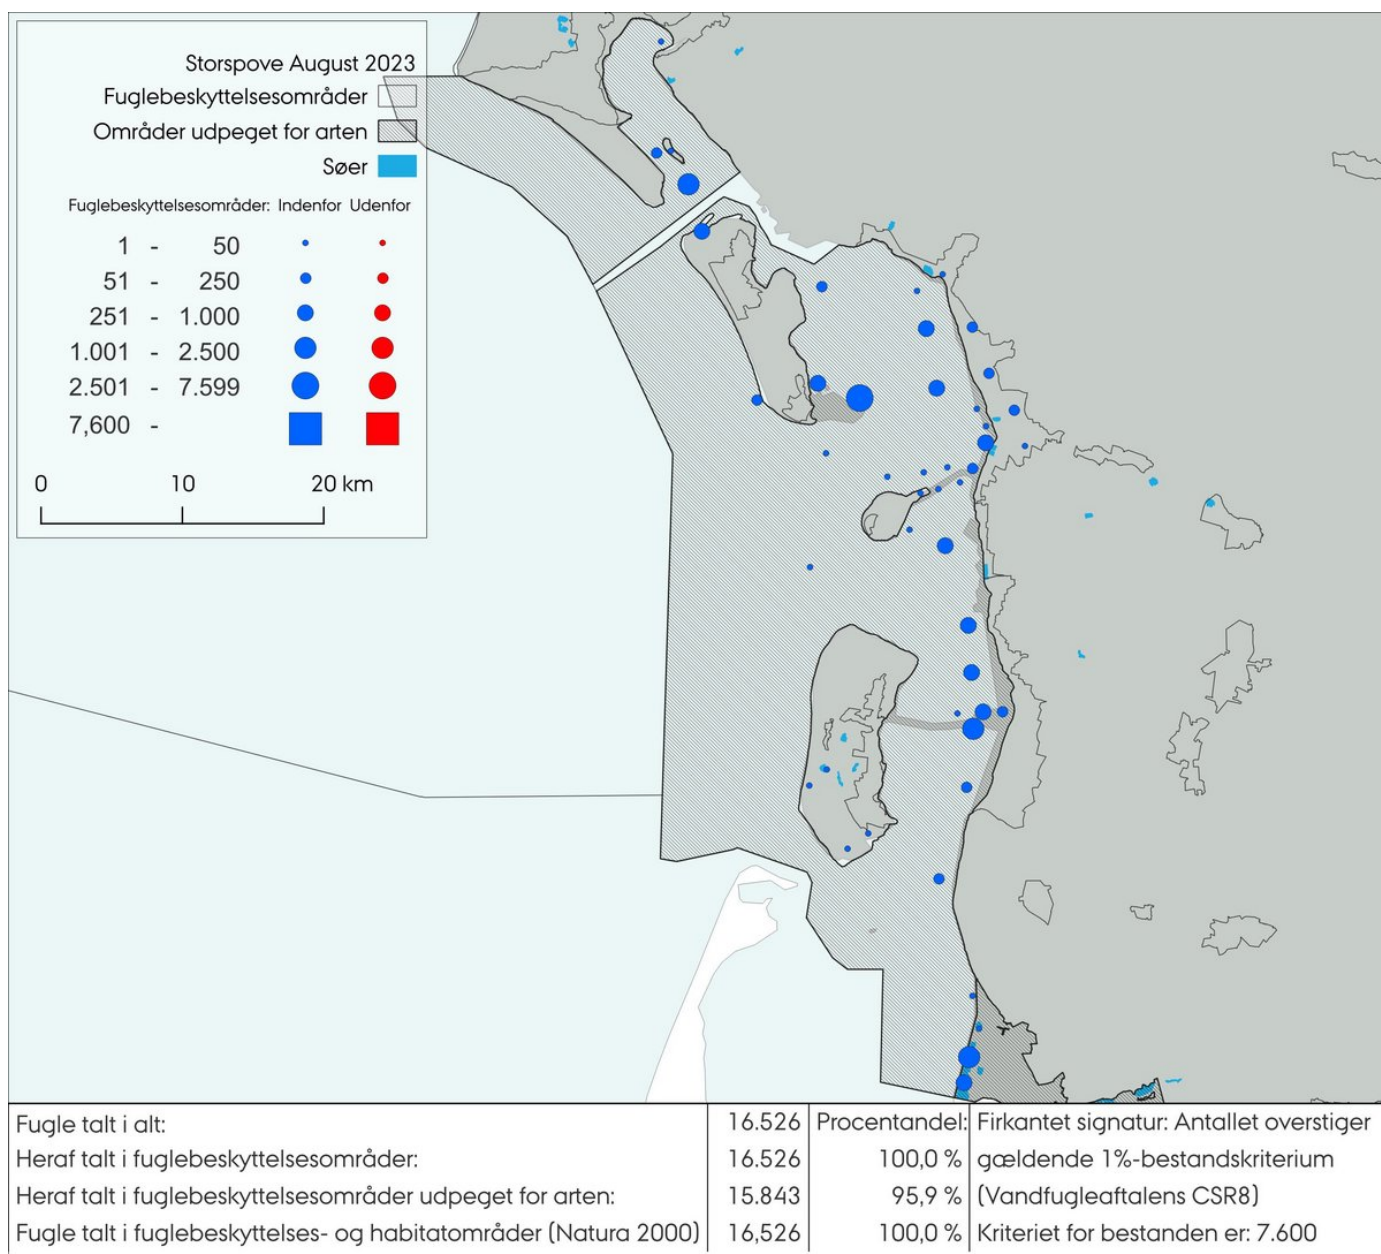 Storspove August 2023
Fuglebeskyttelsesområder
Områder udpeget for arten
Søer
Fuglebeskyttelsesområder: Indenfor Udenfor
1 - 50
51 - 250
251 - 1.000
1.001 - 2.500
2.501 - 7.599
7,600 -
0 10 20 km
Fugle talt i alt: 16.526 Procentandel: Firkantet signatur: Antallet overstiger
Heraf talt i fuglebeskyttelsesområder: 16.526 100,0 % gældende 1%-bestandskriterium
Heraf talt i fuglebeskyttelsesområder udpeget for arten: 15.843 95,9 % (Vandfugleaftalens CSR8)
Fugle talt i fuglebeskyttelses- og habitatområder (Natura 2000) 16,526 100,0 % Kriteriet for bestanden er: 7.600